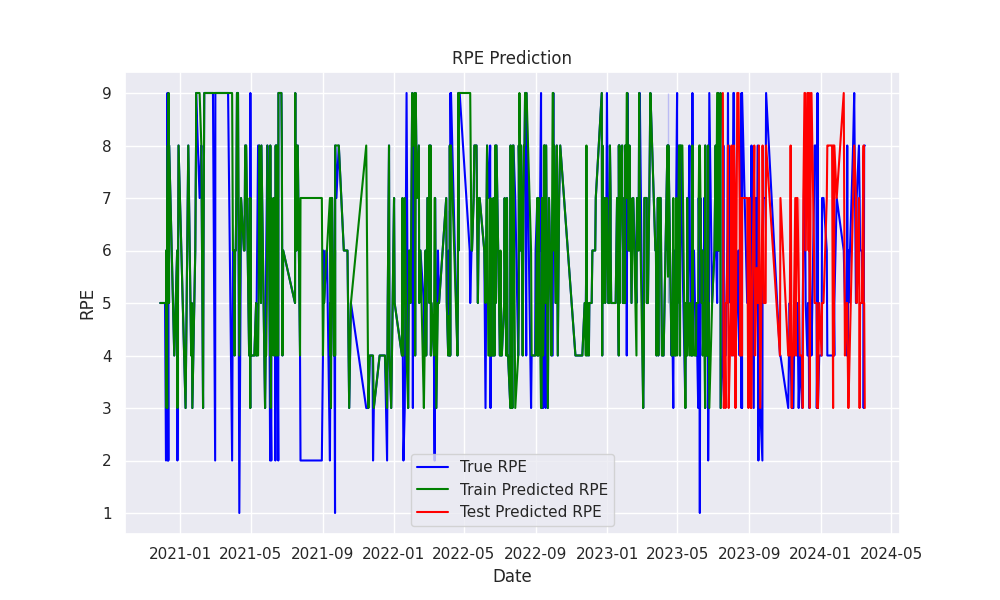 RPE Prediction
9
8
7
6
5
4
3
2
1
RPE
True RPE
Train Predicted RPE
Test Predicted RPE
2021-01 2021-05 2021-09 2022-01 2022-05 2022-09 2023-01 2023-05 2023-09 2024-01 2024-05
Date